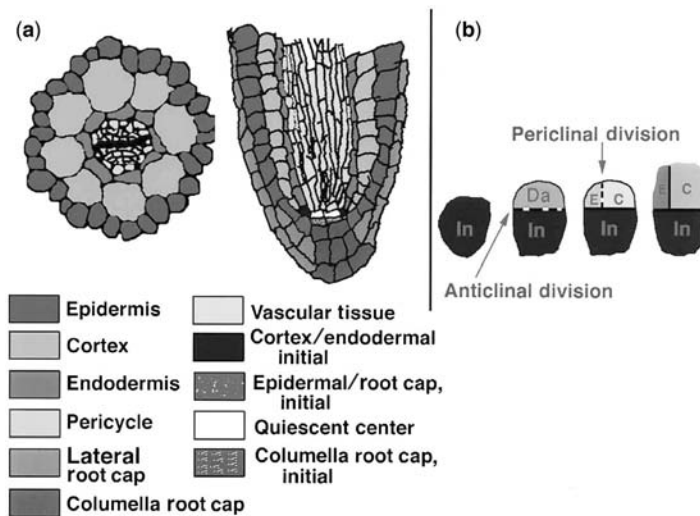 (a)
(b)
Periclinal division
Da
E
C
E
C
In
In
In
In
Anticlinal division
Epidermis
Cortex
Endodermis
Pericycle
Lateral
root cap
Columella root cap
Vascular tissue
Cortex/endodermal
initial
Epidermal/root cap,
initial
Quiescent center
Columella root cap,
initial